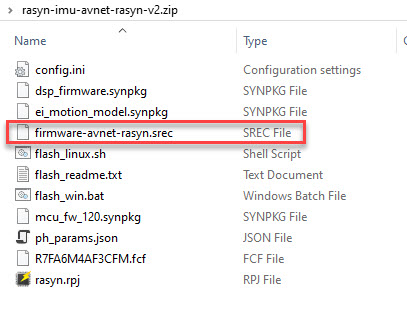 rasyn-imu-avnet-rasyn-v2.zip
Name Type
config.ini Configuration settings
dsp_firmware.synpkg SYNPKG File
ei_motion_model.synpkg SYNPKG File
firmware-avnet-rasyn.srec SREC File
flash_linux.sh Shell Script
flash_readme.txt Text Document
flash_win.bat Windows Batch File
mcu_fw_120.synpkg SYNPKG File
ph_params.json JSON File
R7FA6M4AF3CFM.fcf FCF File
rasyn.rpj RPJ File